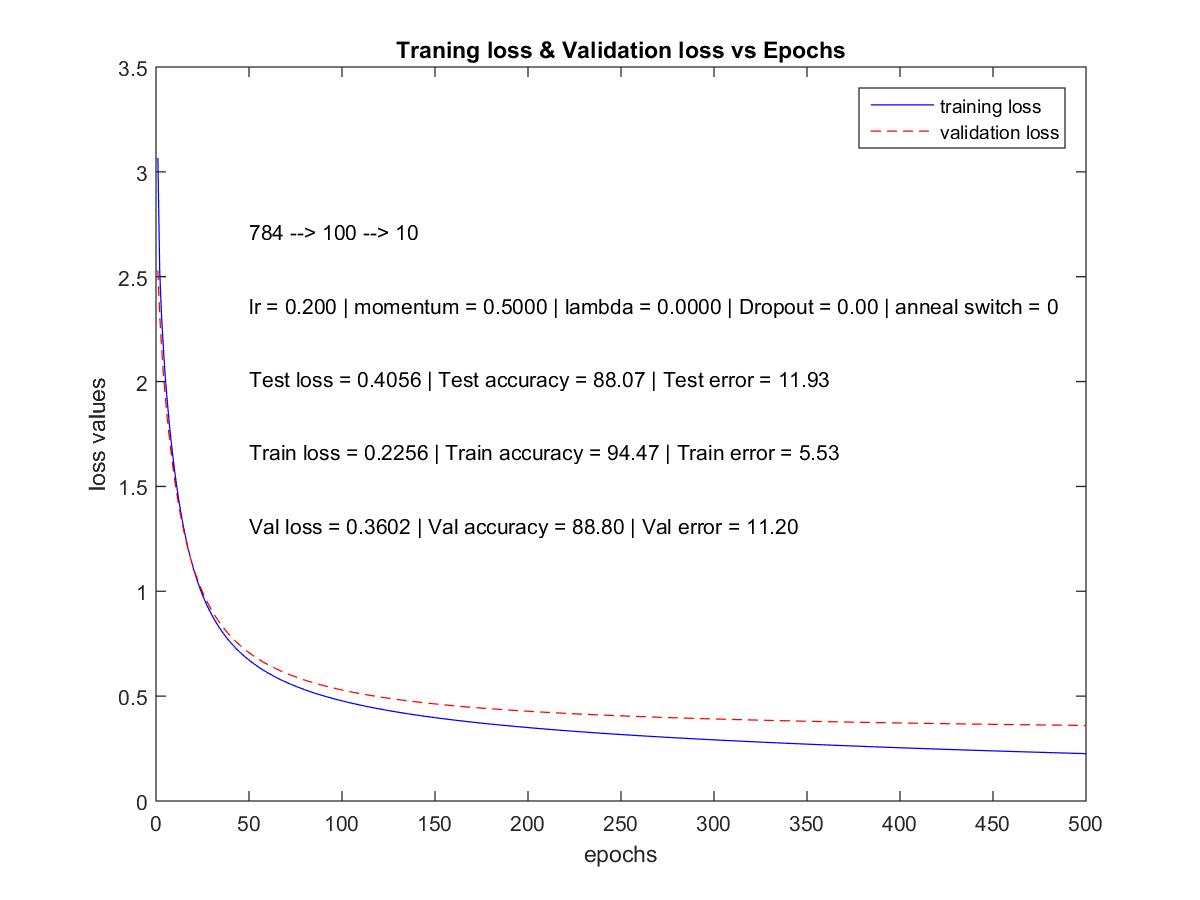 Traning loss & Validation loss vs Epochs
3.5
3
2.5
2
1.5
1
0.5
0
loss values
training loss
validation loss
784 --> 100 --> 10
lr = 0.200 | momentum = 0.5000 | lambda = 0.0000 | Dropout = 0.00 | anneal switch = 0
Test loss = 0.4056 | Test accuracy = 88.07 | Test error = 11.93
Train loss = 0.2256 | Train accuracy = 94.47 | Train error = 5.53
Val loss = 0.3602 | Val accuracy = 88.80 | Val error = 11.20
0 50 100 150 200 250 300 350 400 450 500
epochs